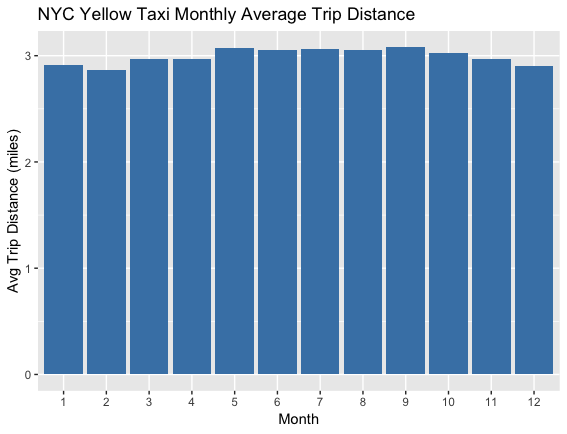 NYC Yellow Taxi Monthly Average Trip Distance
Avg Trip Distance (miles)
3
2
1
0
1 2 3 4 5 6 7 8 9 10 11 12
Month